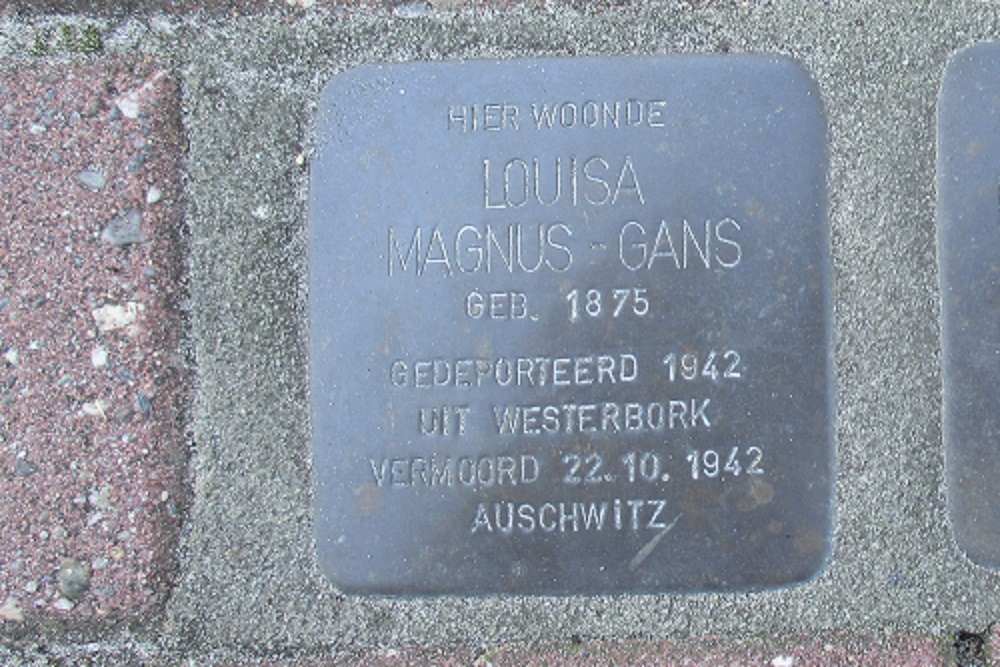 HIER WOONDE
LOUISA
MAGNUS - GANS
GEB. 1875
GEDEPORTEERD 1942
UIT WESTERBORK
VERMOORD 22.10.1942
AUSCHWITZ